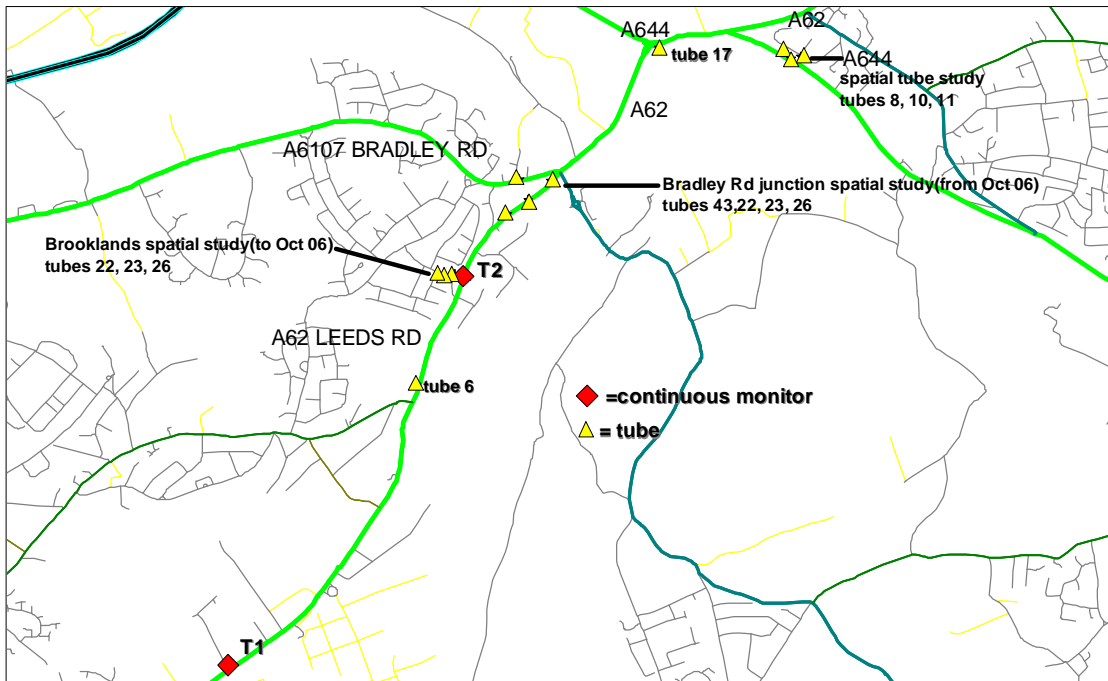 A62
A644
tube 17
A644
spatial tube study
tubes 8, 10, 11
A62
A6107 BRADLEY RD
Bradley Rd junction spatial study(from Oct 06)
tubes 43,22, 23, 26
Brooklands spatial study(to Oct 06)
tubes 22, 23, 26
T2
A62 LEEDS RD
tube 6
=continuous monitor
= tube
T1